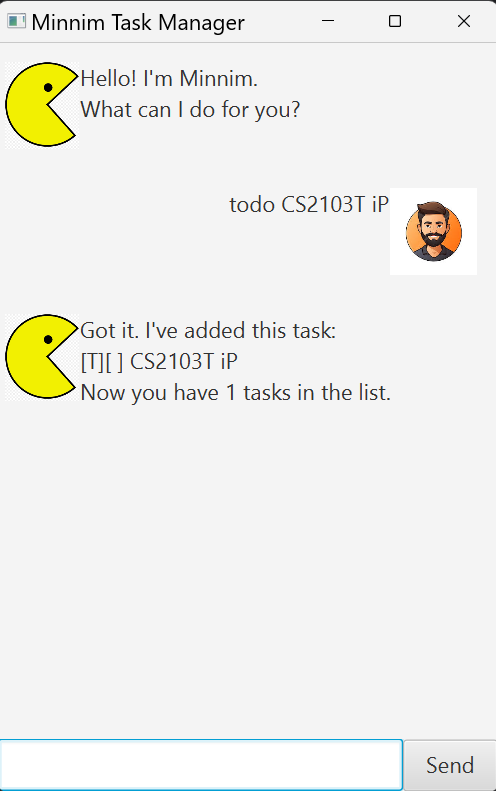 Minnim Task Manager
Hello! I'm Minnim.
What can I do for you?
todo CS2103T iP
Got it. I've added this task:
[T][ ] CS2103T iP
Now you have 1 tasks in the list.
Send